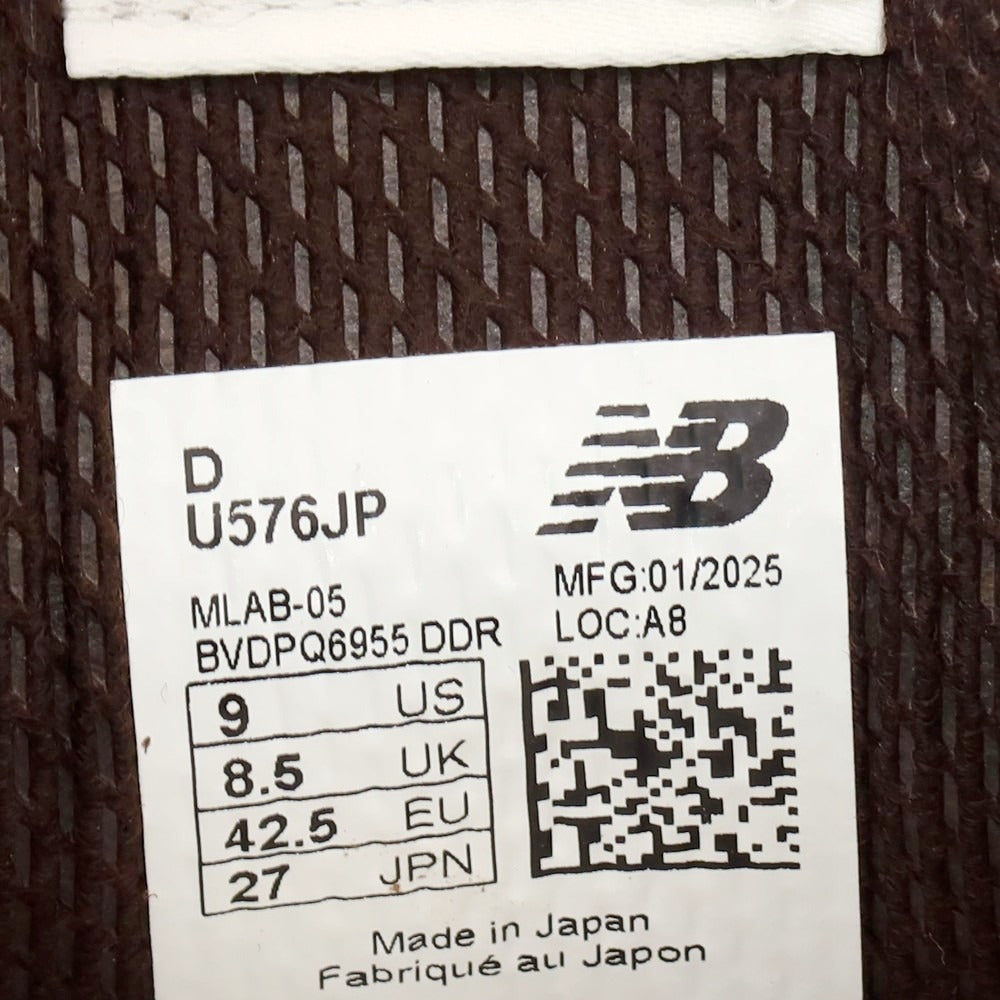 D
U576JP
NB
MLAB-05
BVDPQ6955 DDR
MFG:01/2025
LOC:A8
9 US
8.5 UK
42.5 EU
27 JPN
Made in Japan
Fabriqué au Japon